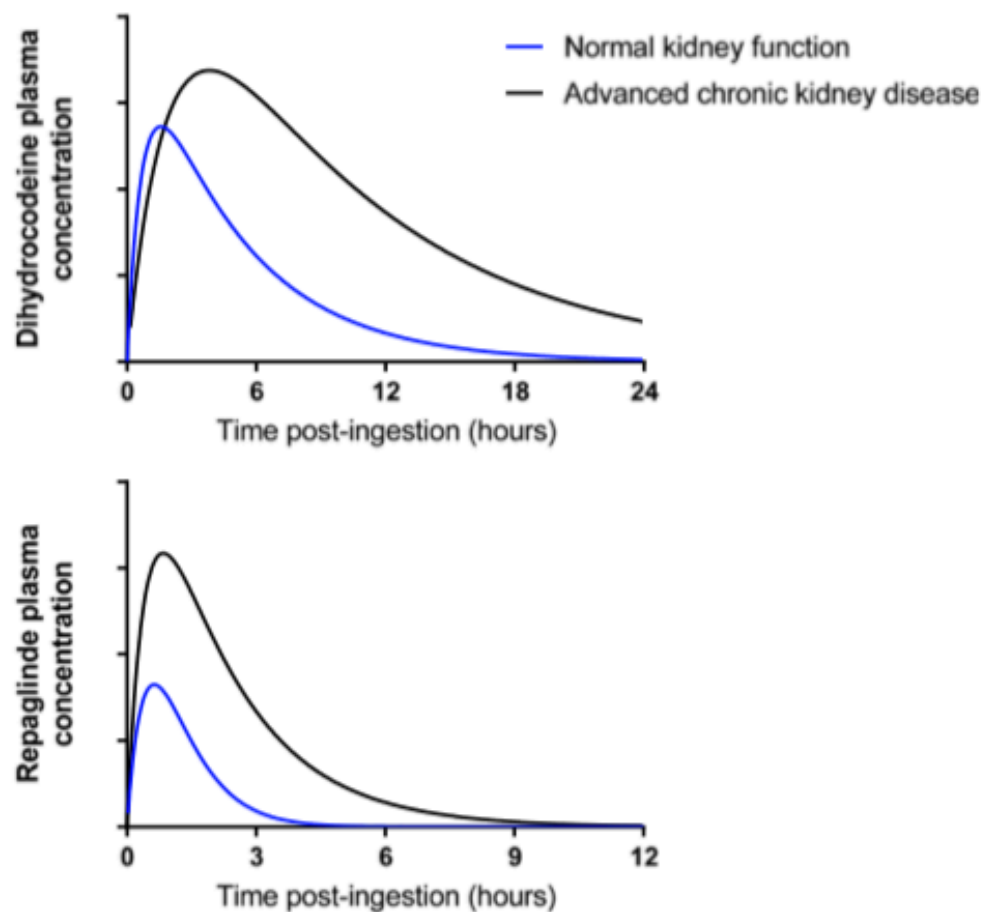 Dihydrocodeine plasma
concentration
Normal kidney function
Advanced chronic kidney disease
0 6 12 18 24
Time post-ingestion (hours)
Repaglinde plasma
concentration
0 3 6 9 12
Time post-ingestion (hours)